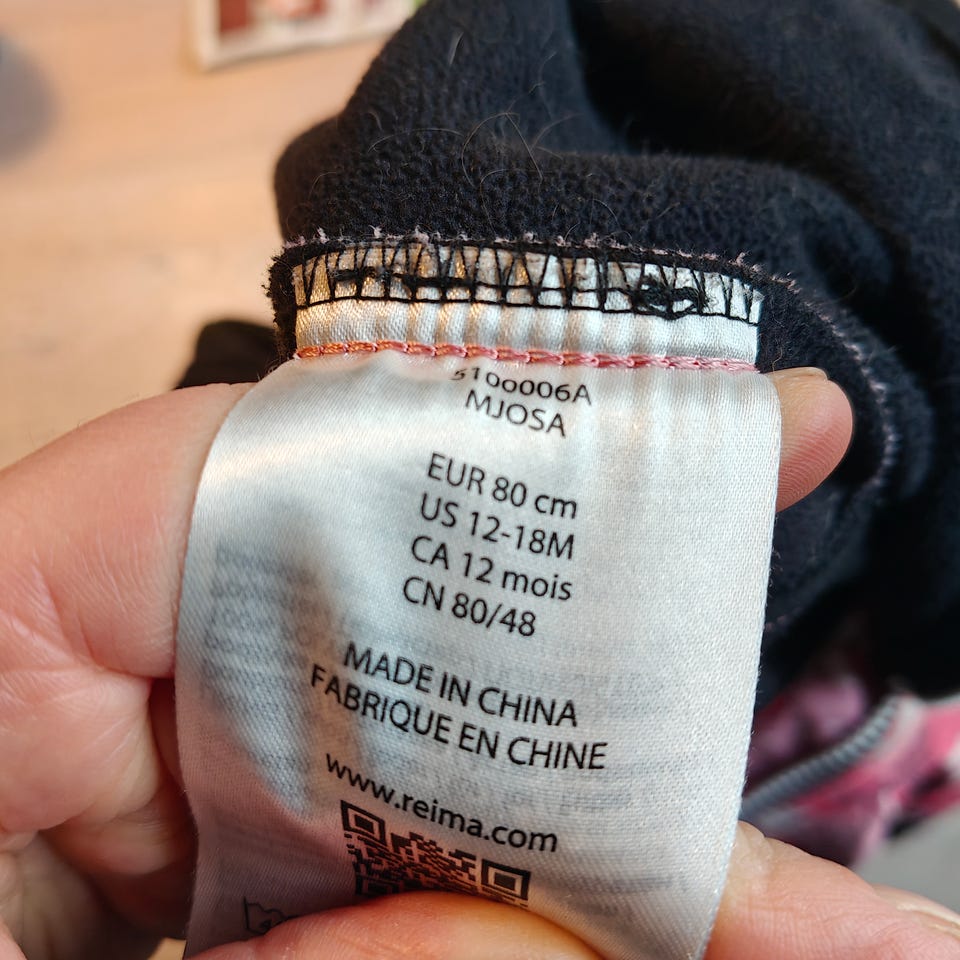 5100006A
MJOSA
EUR 80 cm
US 12-18M
CA 12 mois
CN 80/48
MADE IN CHINA
FABRIQUE EN CHINE
www.reima.com